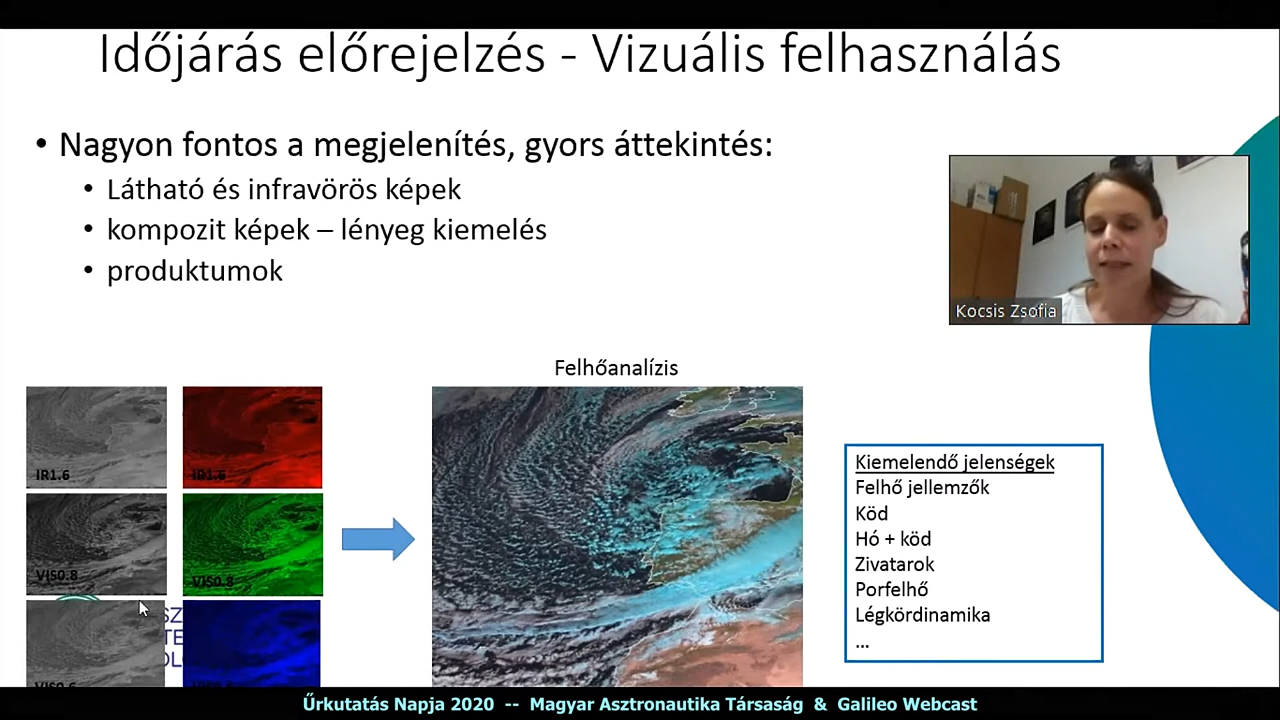 Időjárás előrejelzés - Vizuális felhasználás
• Nagyon fontos a megjelenítés, gyors áttekintés:
• Látható és infravörös képek
• kompozit képek – lényeg kiemelés
• produktumok
Kocsis Zsofia
Felhőanalízis
IR1.6
IR1.6
VIS0.8
VIS0.8
Kiemelendő jelenségek
Felhő jellemzők
Köd
Hó + köd
Zivatarok
Porfelhő
Légkördinamika
...
Űrkutatás Napja 2020 -- Magyar Asztronautika Társaság & Galileo Webcast